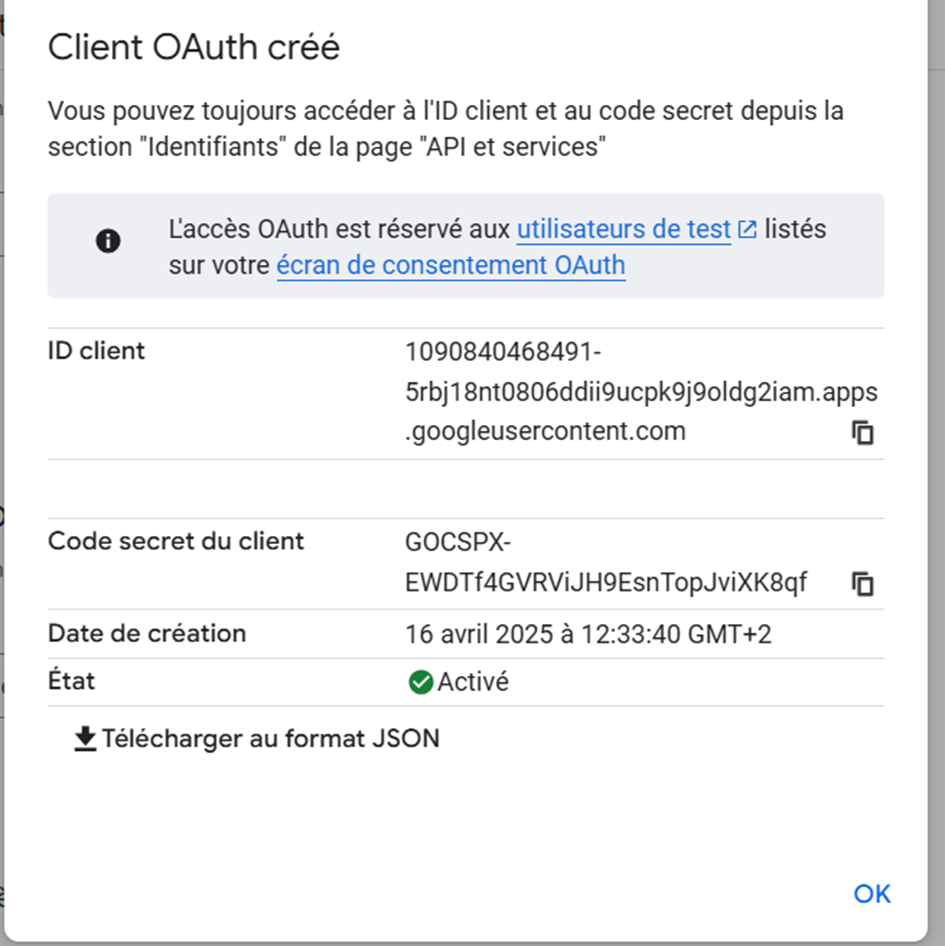 Client OAuth créé
Vous pouvez toujours accéder à l'ID client et au code secret depuis la
section "Identifiants" de la page "API et services"
L'accès OAuth est réservé aux utilisateurs de test listés
sur votre écran de consentement OAuth
ID client
1090840468491-
5rbj18nt0806ddii9ucpk9j9oldg2iam.apps
.googleusercontent.com
Code secret du client
GOCSPX-
EWDTf4GVRViJH9EsnTopJviXK8qf
Date de création
16 avril 2025 à 12:33:40 GMT+2
État
Activé
Télécharger au format JSON
OK